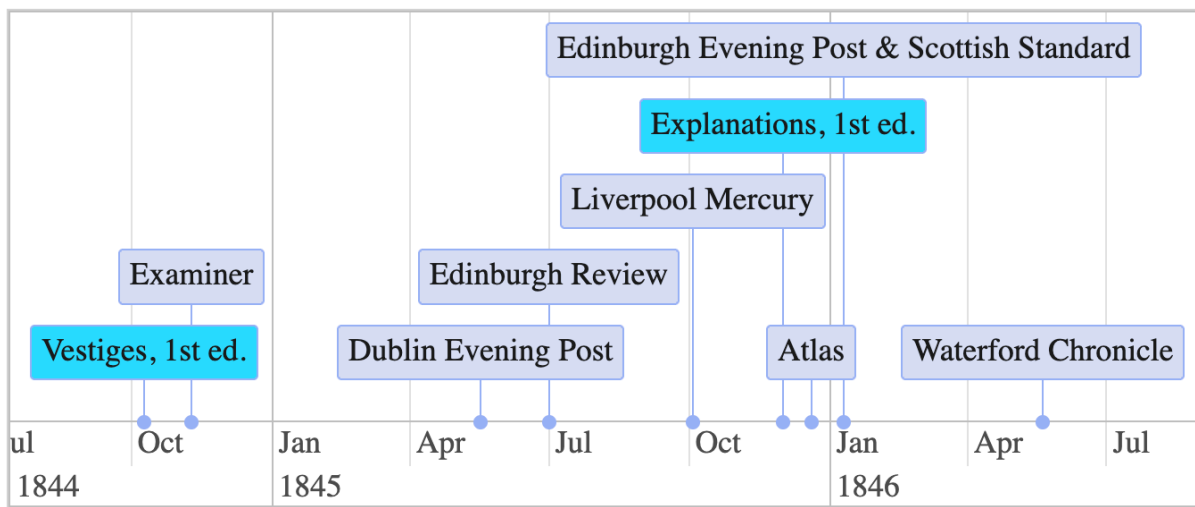 Edinburgh Evening Post & Scottish Standard
Explanations, 1st ed.
Liverpool Mercury
Examiner
Edinburgh Review
Vestiges, 1st ed.
Dublin Evening Post
Atlas
Waterford Chronicle
ul Oct Jan Apr Jul Oct Jan Apr Jul
1844 1845 1846